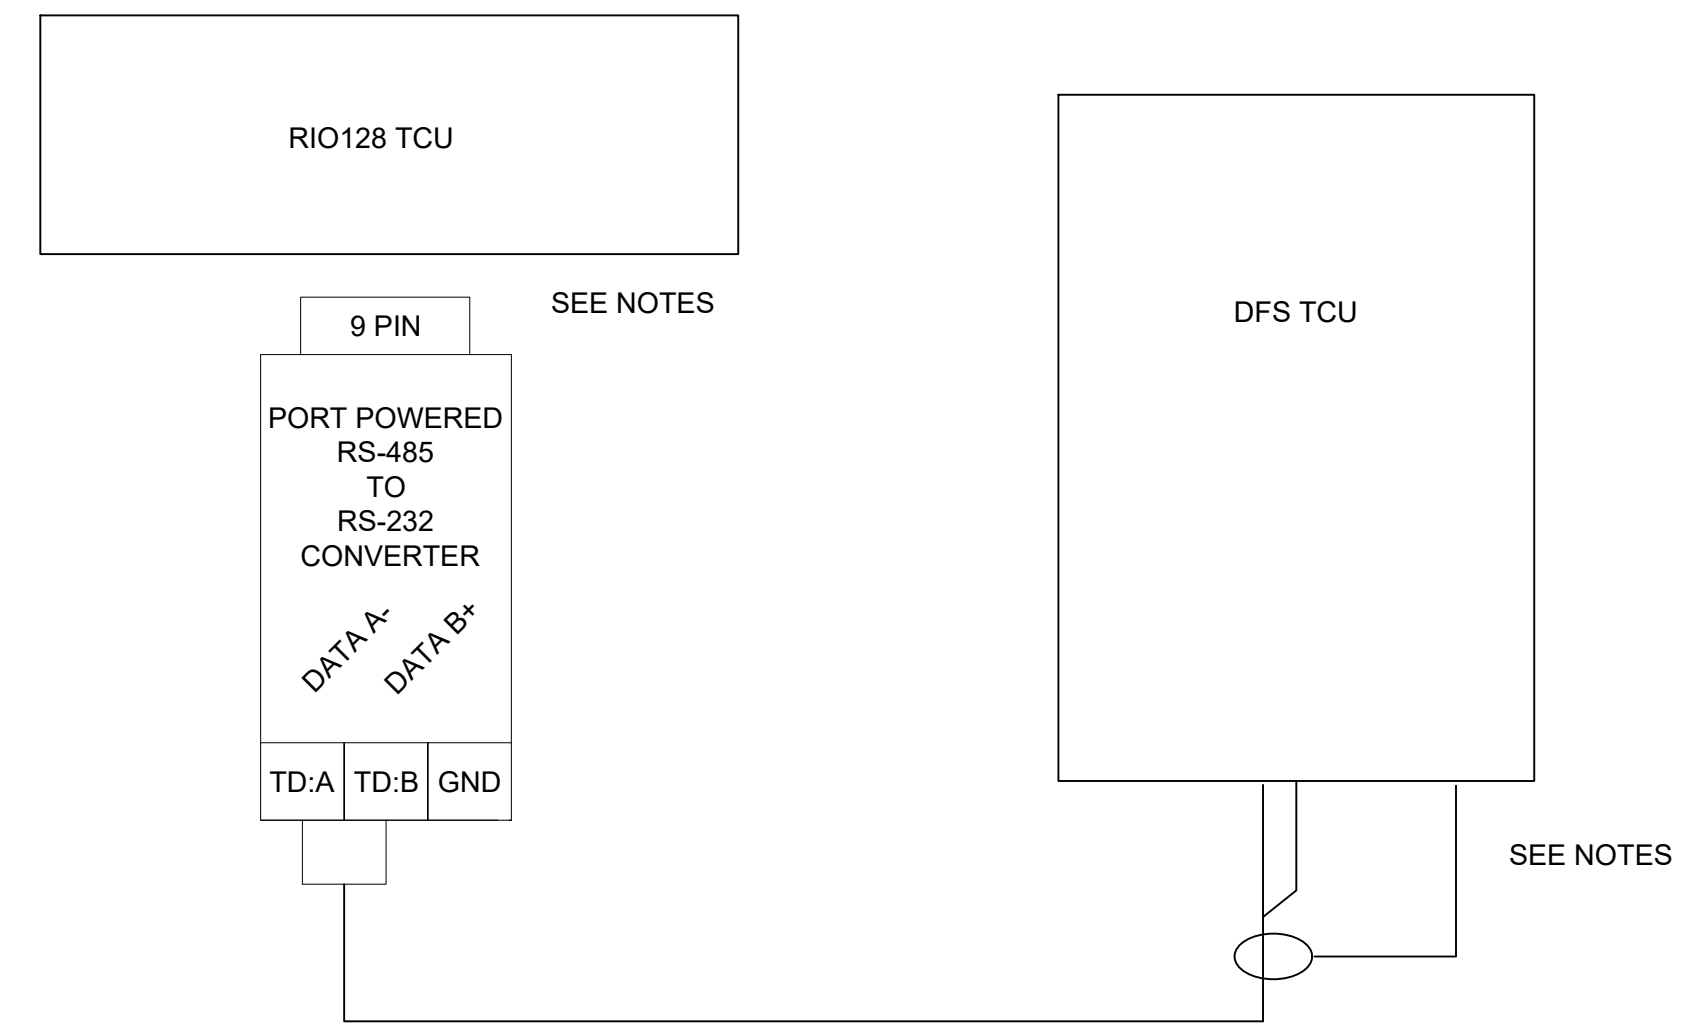 RIO128 TCU
SEE NOTES
9 PIN
PORT POWERED
RS-485
TO
RS-232
CONVERTER
DATA A-
DATA B+
TD:A
TD:B
GND
DFS TCU
SEE NOTES